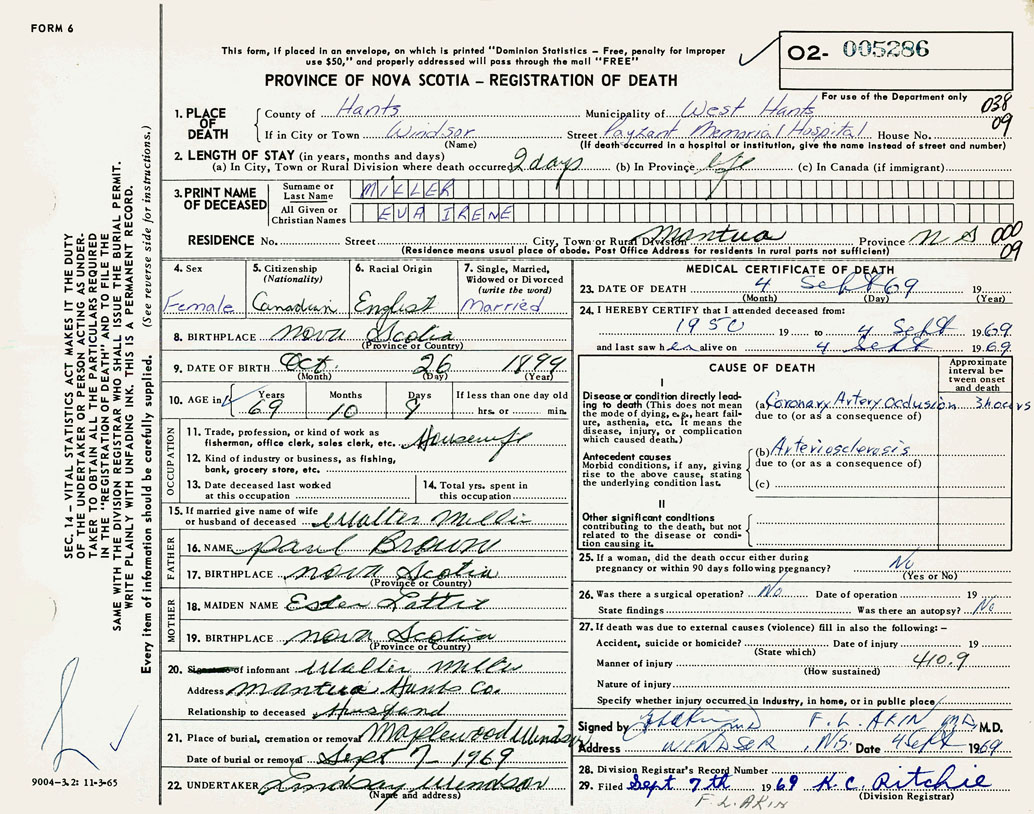 FORM 6
This form, if placed in an envelope, on which is printed "Dominion Statistics – Free, penalty for improper
use $50," and properly addressed will pass through the mail "FREE"
O2- 005286
PROVINCE OF NOVA SCOTIA – REGISTRATION OF DEATH
For use of the Department only
038
09
1. PLACE OF DEATH
County of Hants Municipality of West Hants
If in City or Town Windsor Street Payzant Memorial Hospital House No.
(Name) (If death occurred in a hospital or institution, give the name instead of street and number)
2. LENGTH OF STAY (in years, months and days)
(a) In City, Town or Rural Division where death occurred 2 days (b) In Province life (c) In Canada (if immigrant)
3. PRINT NAME OF DECEASED
Surname or Last Name MILLER
All Given or Christian Names EVA IRENE
RESIDENCE No. Street City, Town or Rural Division Mantua Province N S
(Residence means usual place of abode. Post Office Address for residents in rural parts not sufficient)
000
09
4. Sex Female
5. Citizenship (Nationality) Canadian
6. Racial Origin English
7. Single, Married, Widowed or Divorced (write the word) Married
8. BIRTHPLACE Nova Scotia
(Province or Country)
9. DATE OF BIRTH Oct. 26 1899
(Month) (Day) (Year)
10. AGE in Years 69 Months 10 Days 8 If less than one day old hrs. or min.
OCCUPATION
11. Trade, profession, or kind of work as
fisherman, office clerk, sales clerk, etc. Housewife
12. Kind of industry or business, as fishing,
bank, grocery store, etc.
13. Date deceased last worked
at this occupation
14. Total yrs. spent in
this occupation
15. If married give name of wife
or husband of deceased Walter Miller
FATHER
16. NAME Paul Brown
17. BIRTHPLACE Nova Scotia
(Province or Country)
MOTHER
18. MAIDEN NAME
19. BIRTHPLACE Nova Scotia
(Province or Country)
20. Signature of informant Walter Miller
Address Mantua Hants Co.
Relationship to deceased Husband
21. Place of burial, cremation or removal Maplewood Windsor
Date of burial or removal Sept 7 – 1969
22. UNDERTAKER Lindsay Windsor
(Name and address)
MEDICAL CERTIFICATE OF DEATH
23. DATE OF DEATH 4 Sept 69 19
(Month) (Day) (Year)
24. I HEREBY CERTIFY that I attended deceased from:
1950 19 to 4 Sept 1969
and last saw her alive on 4 Sept 1969
CAUSE OF DEATH
Approximate interval between onset and death
I
Disease or condition directly leading
to death (This does not mean
the mode of dying, e.g., heart failure,
asthenia, etc. It means the
disease, injury, or complication
which caused death.)
(a) Coronary Artery Occlusion 3 hours
due to (or as a consequence of)
Antecedent causes
Morbid conditions, if any, giving
rise to the above cause, stating
the underlying condition last.
(b) Arteriosclerosis
due to (or as a consequence of)
(c)
II
Other significant conditions
contributing to the death, but not
related to the disease or condition
causing it.
25. If a woman, did the death occur either during
pregnancy or within 90 days following pregnancy? No
(Yes or No)
26. Was there a surgical operation? No Date of operation 19
State findings Was there an autopsy? No
27. If death was due to external causes (violence) fill in also the following: –
Accident, suicide or homicide? Date of injury 19
(State which)
Manner of injury 410.9
(How sustained)
Nature of injury
Specify whether injury occurred in Industry, in home, or in public place
Signed by F. L. AKIN MD M.D.
Address WINDSOR, N.S. Date 4 Sept 1969
28. Division Registrar's Record Number
29. Filed Sept 7th 1969 K. C. Ritchie
(Division Registrar)
F. L. AKIN
SEC. 14 – VITAL STATISTICS ACT MAKES IT THE DUTY
OF THE UNDERTAKER OR PERSON ACTING AS UNDERTAKER
TO OBTAIN ALL THE PARTICULARS REQUIRED
IN THE "REGISTRATION OF DEATH" AND TO FILE THE
SAME WITH THE DIVISION REGISTRAR WHO SHALL ISSUE THE BURIAL PERMIT.
WRITE PLAINLY WITH UNFADING INK. THIS IS A PERMANENT RECORD.
Every item of information should be carefully supplied. (See reverse side for instructions.)
9004–3.2: 11-3-65